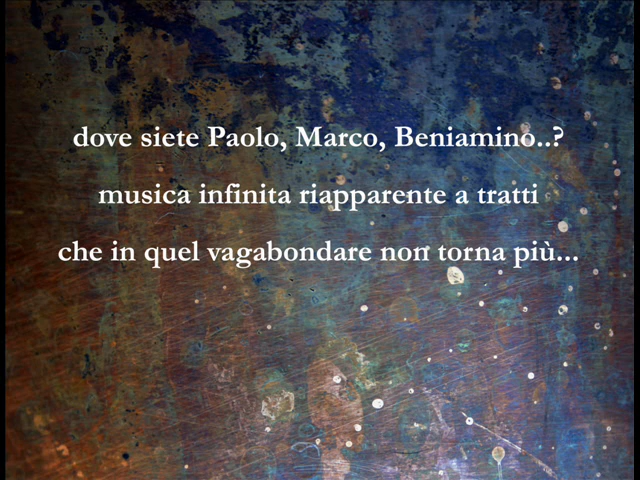 dove siete Paolo, Marco, Beniamino..?
musica infinita riapparente a tratti
che in quel vagabondare non torna più...